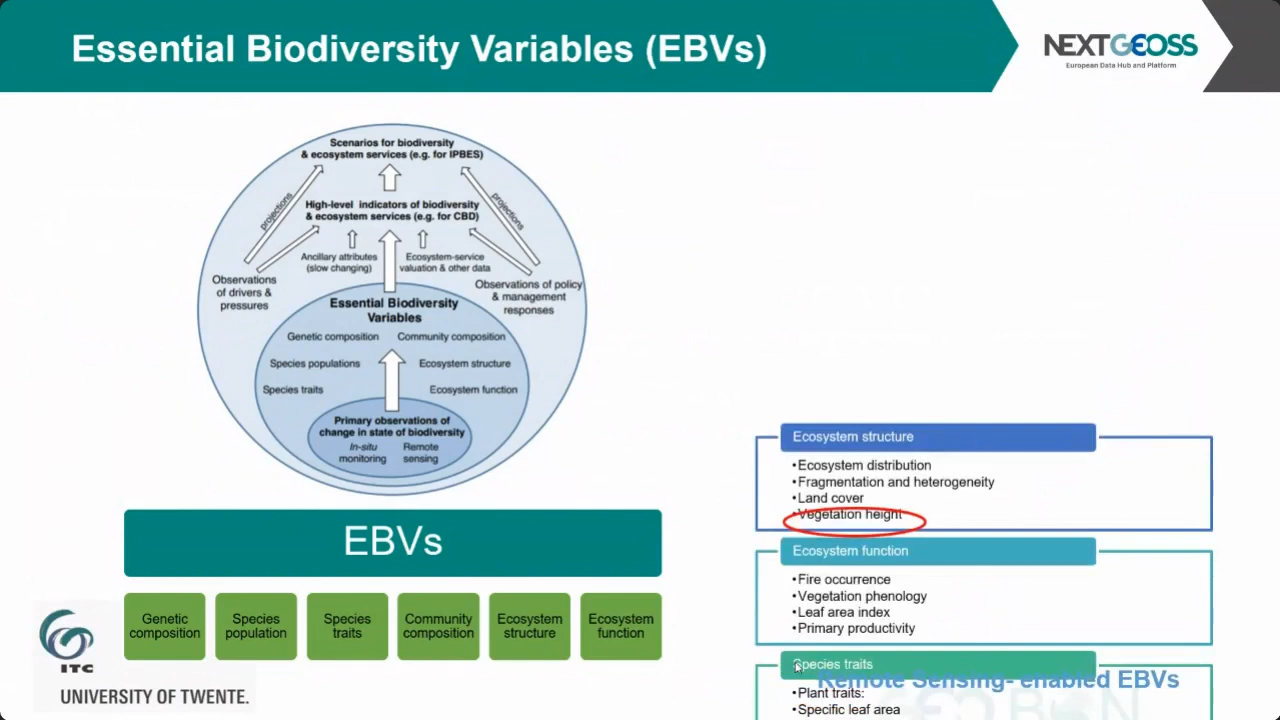 Essential Biodiversity Variables (EBVs)
NEXTGEOSS
European Data Hub and Platform
Scenarios for biodiversity
& ecosystem services (e.g. for IPBES)
projections
projections
High-level indicators of biodiversity
& ecosystem services (e.g. for CBD)
Ancillary attributes
(slow changing)
Ecosystem-service
valuation & other data
Observations
of drivers &
pressures
Observations of policy
& management
responses
Essential Biodiversity
Variables
Genetic composition
Community composition
Species populations
Ecosystem structure
Species traits
Ecosystem function
Primary observations of
change in state of biodiversity
In-situ
monitoring
Remote
sensing
EBVs
Genetic
composition
Species
population
Species
traits
Community
composition
Ecosystem
structure
Ecosystem
function
ITC
UNIVERSITY OF TWENTE.
Ecosystem structure
•Ecosystem distribution
•Fragmentation and heterogeneity
•Land cover
•Vegetation height
Ecosystem function
•Fire occurrence
•Vegetation phenology
•Leaf area index
•Primary productivity
Species traits
Remote Sensing- enabled EBVs
•Plant traits:
•Specific leaf area